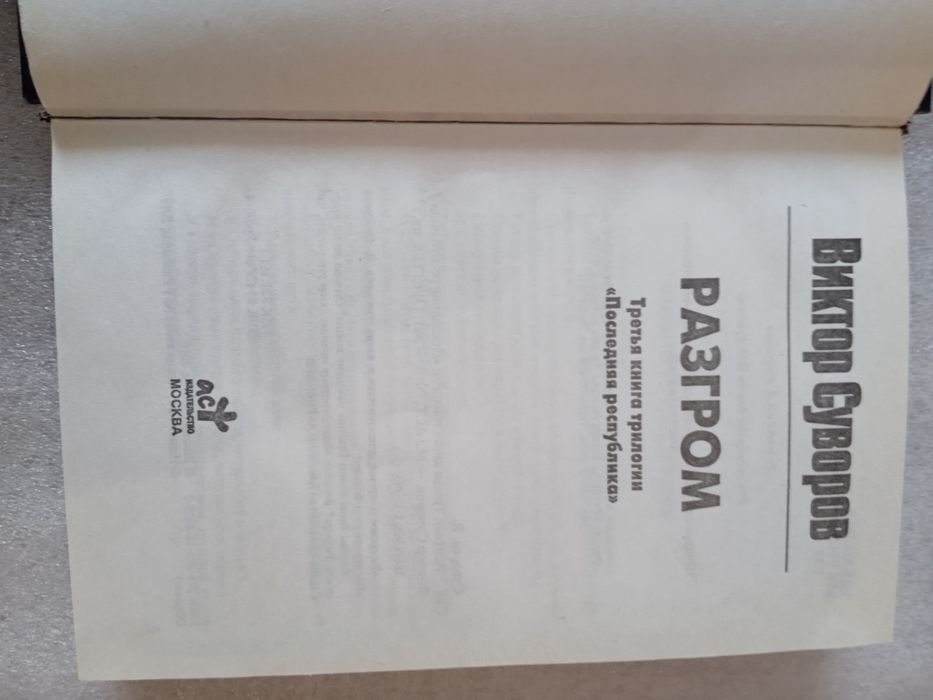 Виктор Суворов
РАЗГРОМ
Третья книга трилогии
«Последняя республика»
аст
ИЗДАТЕЛЬСТВО
МОСКВА